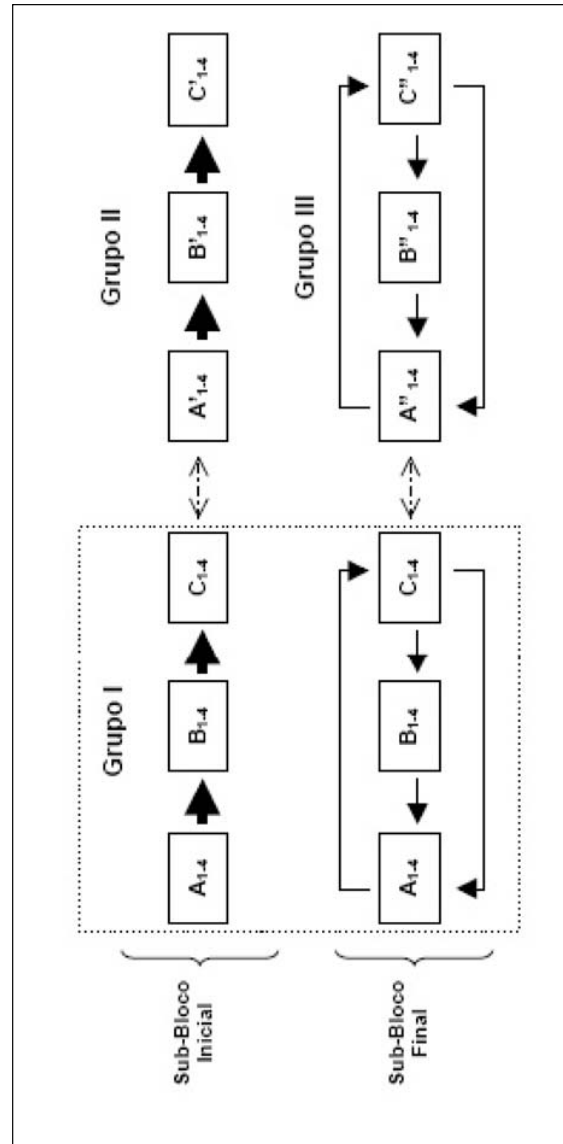 Grupo I
Grupo II
Sub-Bloco
Inicial
A1-4
B1-4
C1-4
A'1-4
B'1-4
C'1-4
Grupo III
Sub-Bloco
Final
A1-4
B1-4
C1-4
A" 1-4
B" 1-4
C" 1-4